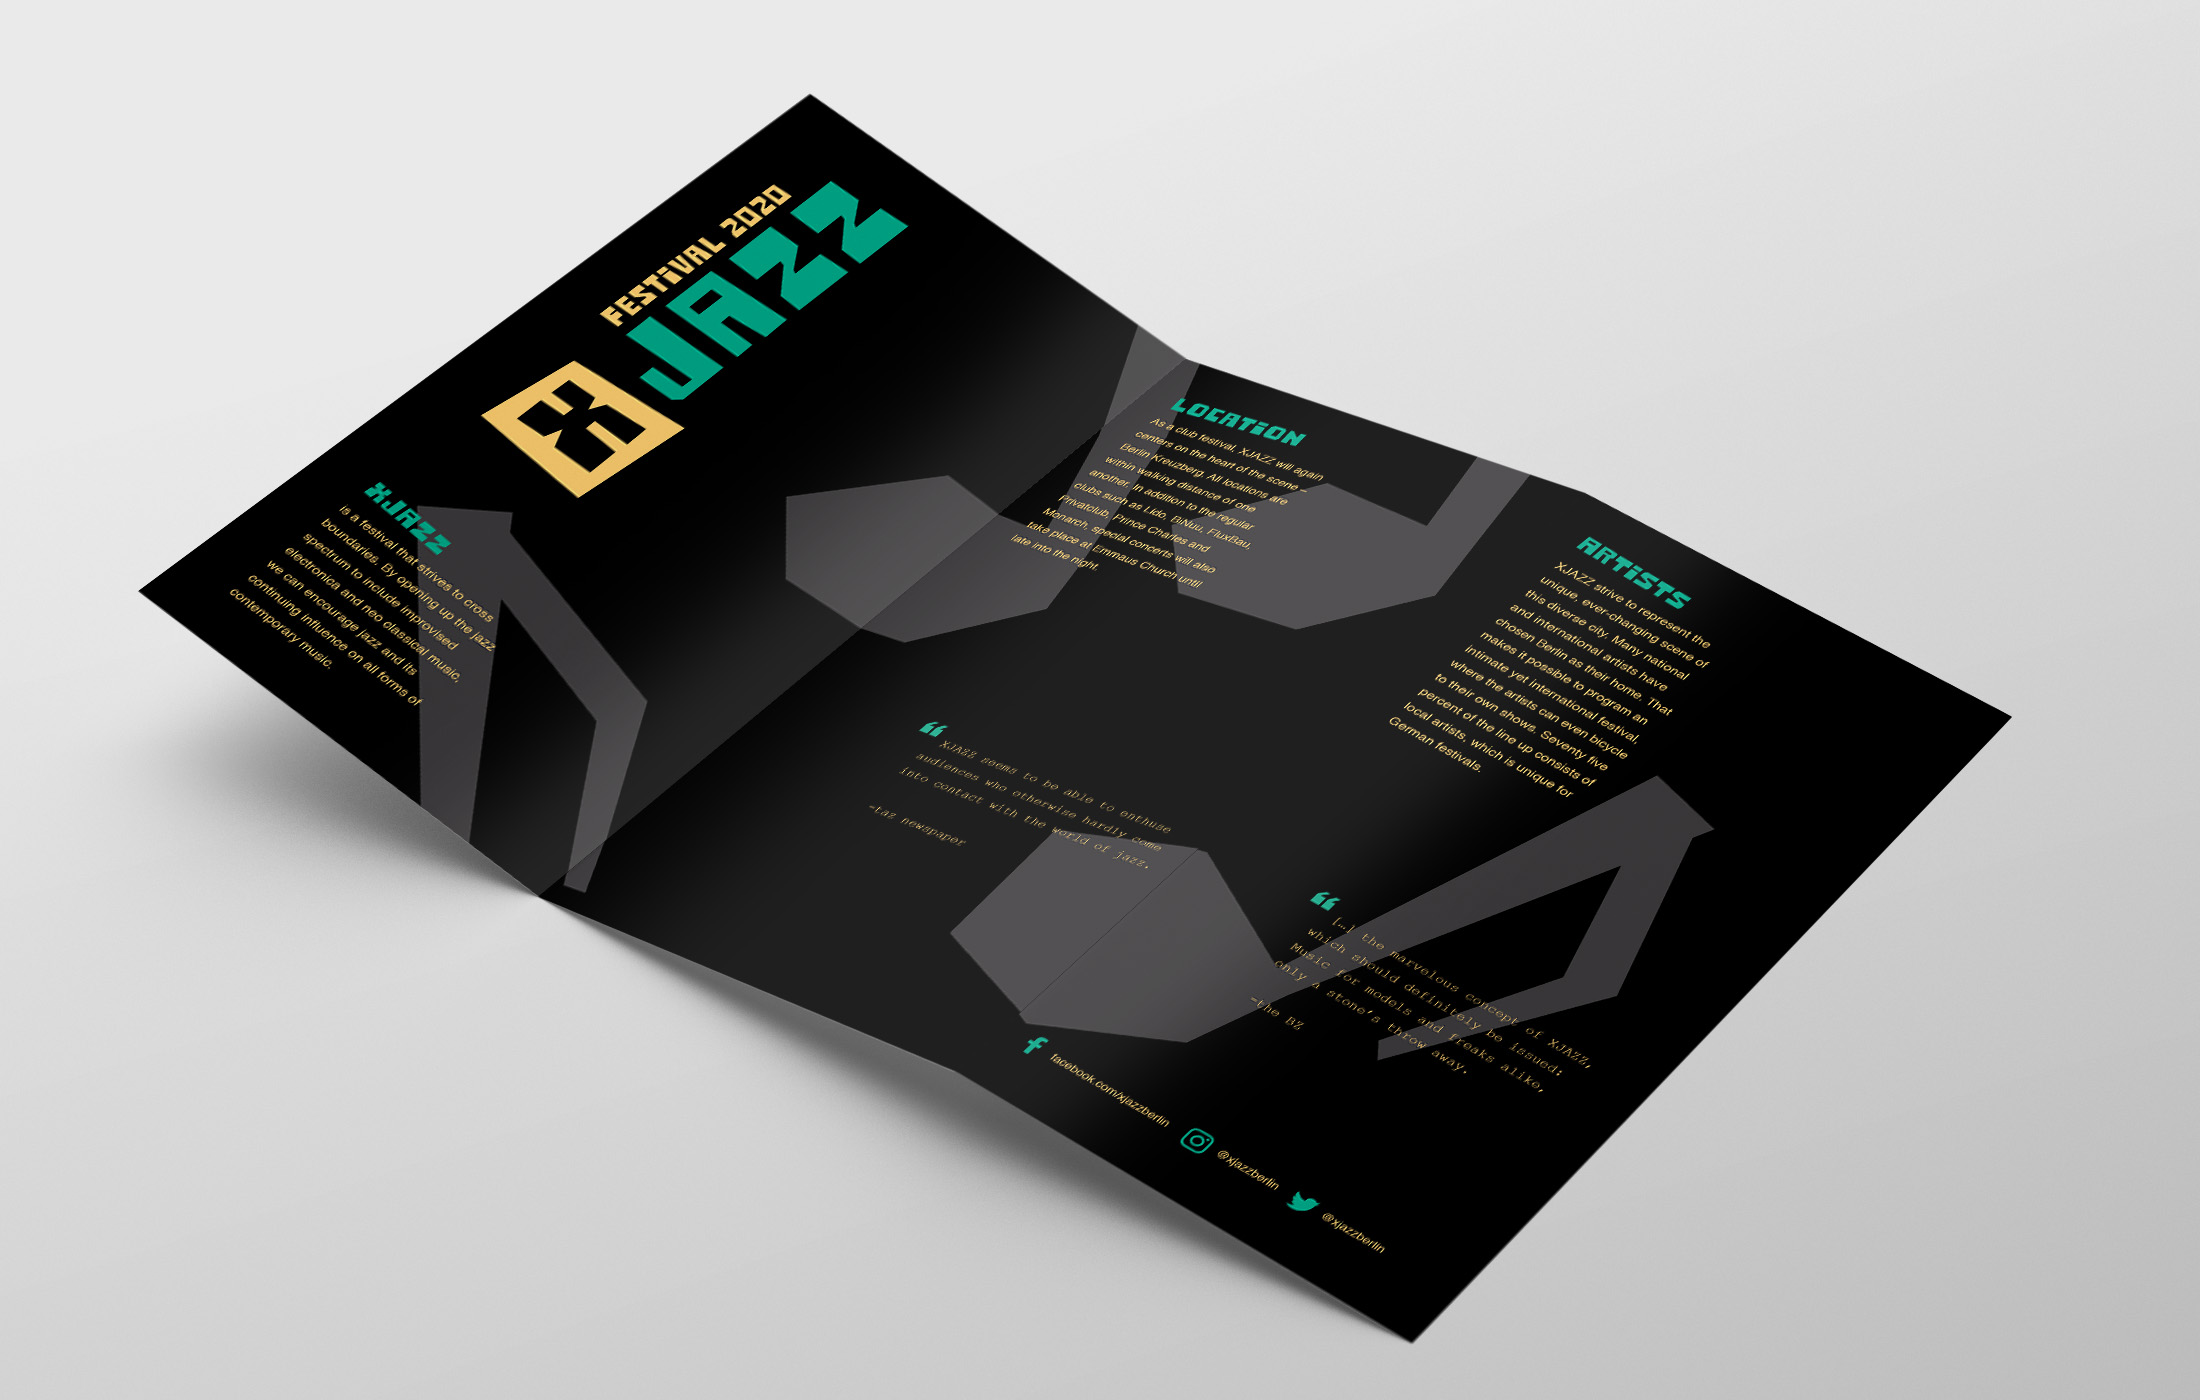 FESTiVAL 2020
X JAZZ
XJAZZ
is a festival that strives to cross
boundaries. By opening up the jazz
spectrum to include improvised
electronica and neo classical music,
we can encourage jazz and its
continuing influence on all forms of
contemporary music.
LOCATiON
As a club festival, XJAZZ will again
centers on the heart of the scene –
Berlin Kreuzberg. All locations are
within walking distance of one
another. In addition to the regular
clubs such as Lido, BiNuu, FluxBau,
Privatclub, Prince Charles and
Monarch, special concerts will also
take place at Emmaus Church until
late into the night.
“
XJAZZ seems to be able to enthuse
audiences who otherwise hardly come
into contact with the world of jazz.
-taz newspaper
ARTiSTS
XJAZZ strive to represent the
unique, ever-changing scene of
this diverse city. Many national
and international artists have
chosen Berlin as their home. That
makes it possible to program an
intimate yet international festival,
where the artists can even bicycle
to their own shows. Seventy five
percent of the line up consists of
local artists, which is unique for
German festivals.
“
[…] the marvelous concept of XJAZZ,
which should definitely be issued:
Music for models and freaks alike,
only a stone's throw away.
-the BZ
facebook.com/xjazzberlin
@xjazzberlin
@xjazzberlin